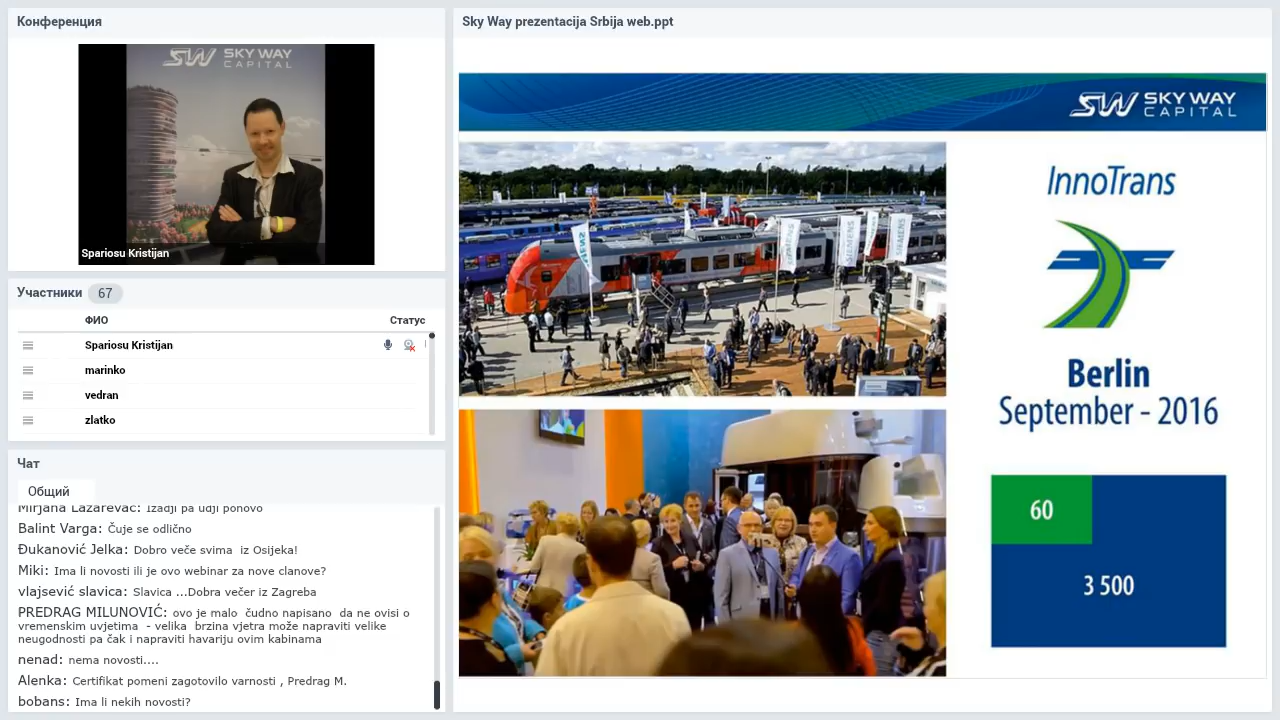 Конференция
SKY WAY
CAPITAL
Spariosu Kristijan
Участники 67
ФИО Статус
Spariosu Kristijan
marinko
vedran
zlatko
Чат
Общий
Mirjana Lazarevac: Izadji pa udji ponovo
Balint Varga: Čuje se odlično
Đukanović Jelka: Dobro veče svima iz Osijeka!
Miki: Ima li novosti ili je ovo webinar za nove clanove?
vlajsević slavica: Slavica ...Dobra večer iz Zagreba
PREDRAG MILUNOVIĆ: ovo je malo čudno napisano da ne ovisi o
vremenskim uvjetima - velika brzina vjetra može napraviti velike
neugodnosti pa čak i napraviti havariju ovim kabinama
nenad: nema novosti....
Alenka: Certifikat pomeni zagotovilo varnosti , Predrag M.
bobans: Ima li nekih novosti?
Sky Way prezentacija Srbija web.ppt
SW SKY WAY
CAPITAL
SIEMENS
SIEMENS
InnoTrans
Berlin
September - 2016
60
3 500